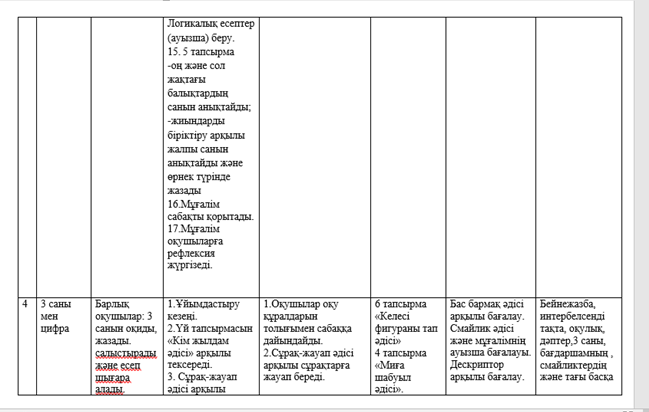 Логикалық есептер
(ауызша) беру.
15. 5 тапсырма
-оң және сол
жақтағы
балықтардың
санын анықтайды;
-жиындарды
біріктіру арқылы
жалпы санын
анықтайды және
өрнек түрінде
жазады
16.Мұғалім
сабақты қорытады.
17.Мұғалім
оқушыларға
рефлексия
жүргізеді.
4
3 саны
мен
цифра
Барлық
оқушылар: 3
санын оқиды,
жазады.
салыстырады
және есеп
шығара
алады.
1.Ұйымдастыру
кезеңі.
2.Үй тапсырмасын
«Кім жылдам
әдісі» арқылы
тексереді.
3. Сұрақ-жауап
әдісі арқылы
1.Оқушылар оқу
құралдарын
толығымен сабаққа
дайындайды.
2.Сұрақ-жауап әдісі
арқылы сұрақтарға
жауап береді.
6 тапсырма
«Келесі
фигураны тап
әдісі»
4 тапсырма
«Миға
шабуыл
әдісі».
Бас бармақ әдісі
арқылы бағалау.
Смайлик әдісі
және мұғалімнің
ауызша бағалауы.
Дескриптор
арқылы бағалау.
Бейнежазба,
интербелсенді
тақта, оқулық,
дәптер,3 саны,
бағдаршамның ,
смайликтердің
және тағы басқа